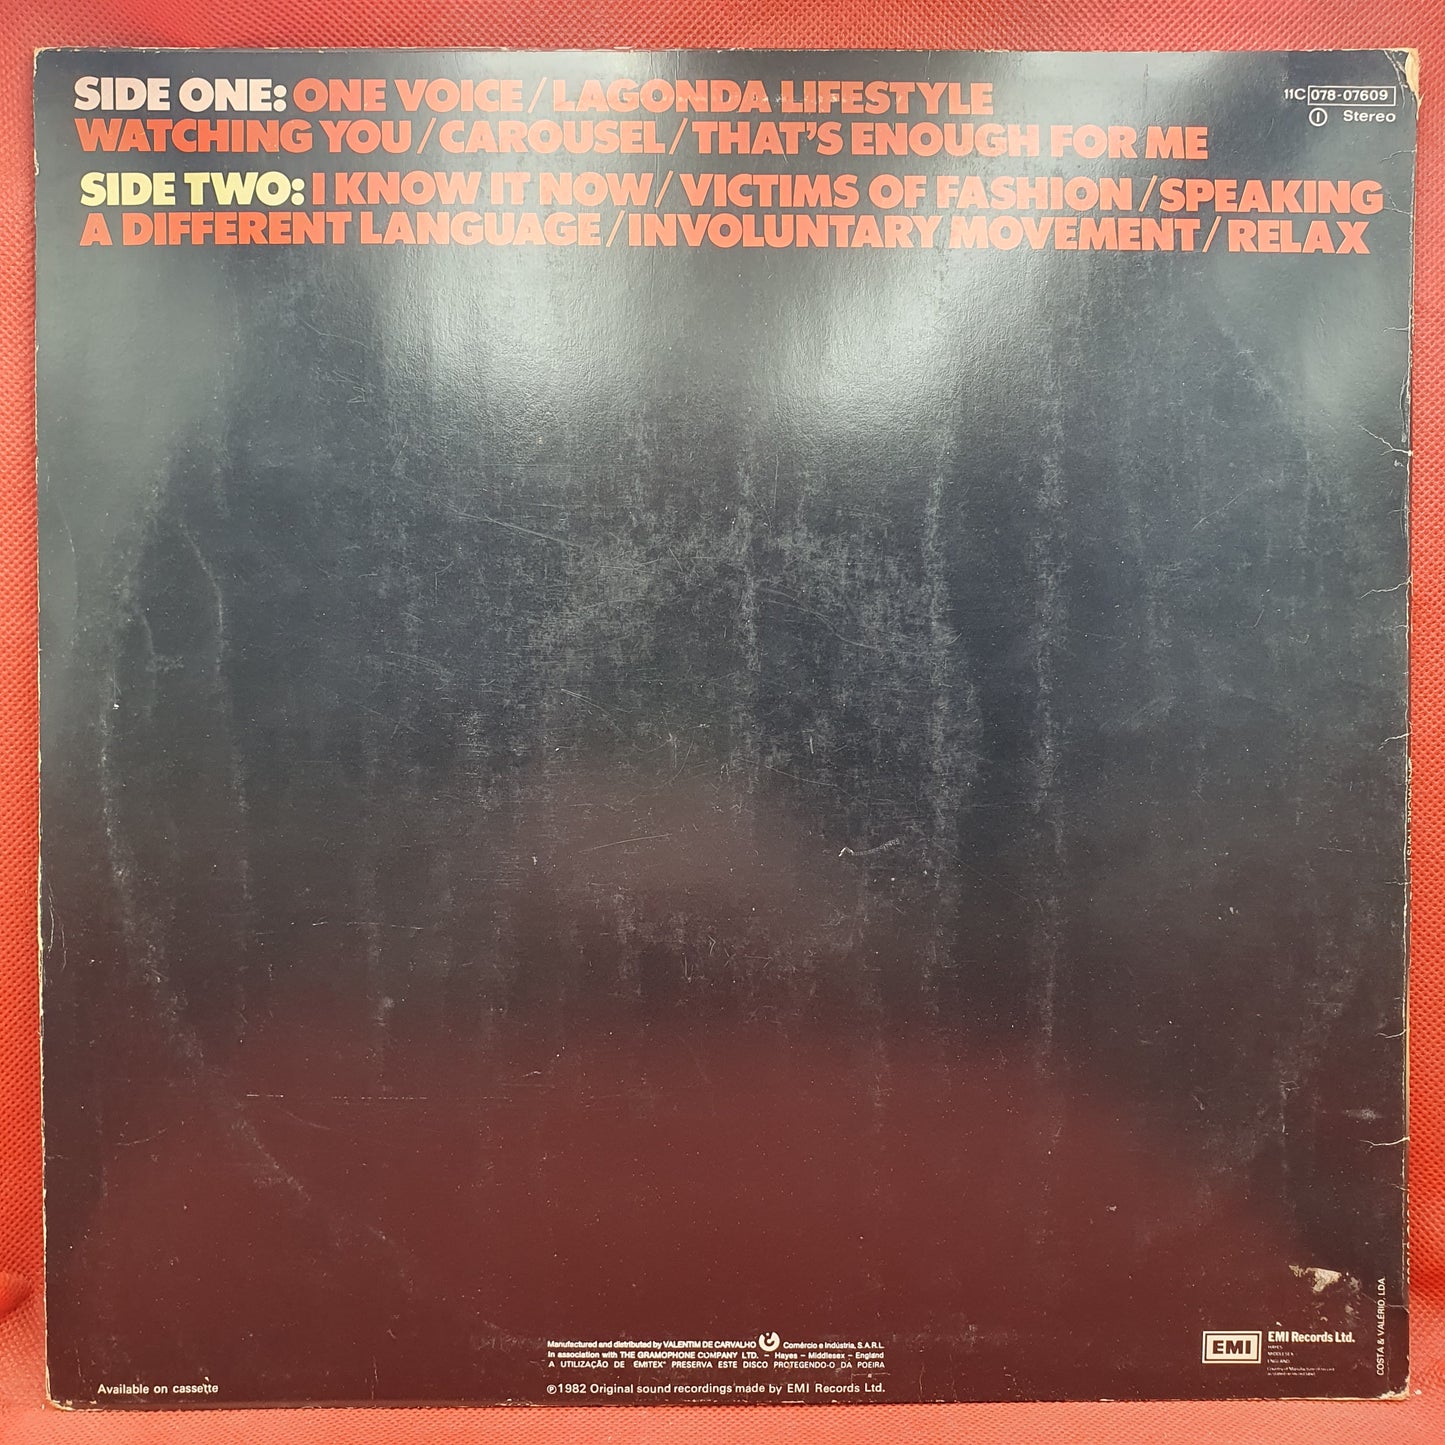 SIDE ONE: ONE VOICE / LAGONDA LIFESTYLE
WATCHING YOU / CAROUSEL / THAT'S ENOUGH FOR ME
SIDE TWO: I KNOW IT NOW / VICTIMS OF FASHION / SPEAKING
A DIFFERENT LANGUAGE / INVOLUNTARY MOVEMENT / RELAX
11C 078-07609
I Stereo
Manufactured and distributed by VALENTIM DE CARVALHO Comércio e Indústria, S.A.R.L.
In association with THE GRAMOPHONE COMPANY LTD. - Hayes - Middlesex - England
A UTILIZAÇÃO DE EMITEX* PRESERVA ESTE DISCO PROTEGENDO-O DA POEIRA
℗ 1982 Original sound recordings made by EMI Records Ltd.
Available on cassette
EMI
EMI Records Ltd.
HAYES
MIDDLESEX
ENGLAND
COSTA & VALÉRIO, LDA